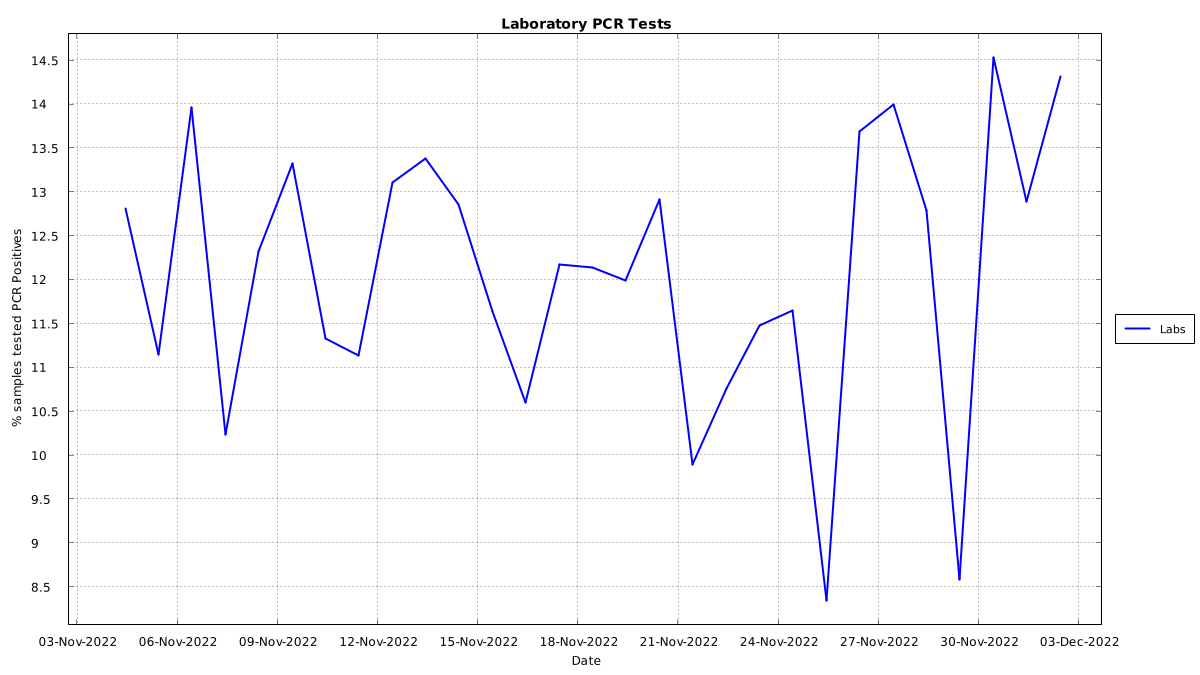 Laboratory PCR Tests
14.5
14
13.5
13
12.5
12
11.5
11
10.5
10
9.5
9
8.5
% samples tested PCR Positives
03-Nov-2022 06-Nov-2022 09-Nov-2022 12-Nov-2022 15-Nov-2022 18-Nov-2022 21-Nov-2022 24-Nov-2022 27-Nov-2022 30-Nov-2022 03-Dec-2022
Date
Labs